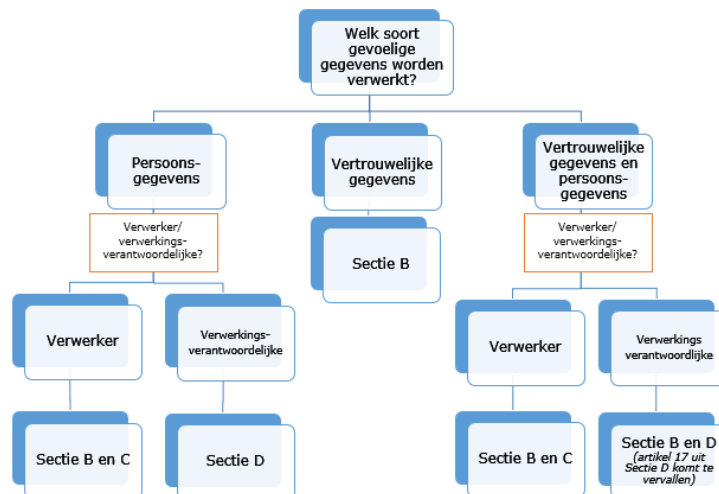 Welk soort
gevoelige
gegevens worden
verwerkt?
Persoons-
gegevens
Vertrouwelijke
gegevens
Vertrouwelijke
gegevens en
persoons-
gegevens
Verwerker/
verwerkings-
verantwoordelijke?
Sectie B
Verwerker/
verwerkings-
verantwoordelijke?
Verwerker
Verwerkings-
verantwoordelijke
Verwerker
Verwerkings
verantwoordlijke
Sectie B en C
Sectie D
Sectie B en C
Sectie B en D
(artikel 17 uit
Sectie D komt te
vervallen)